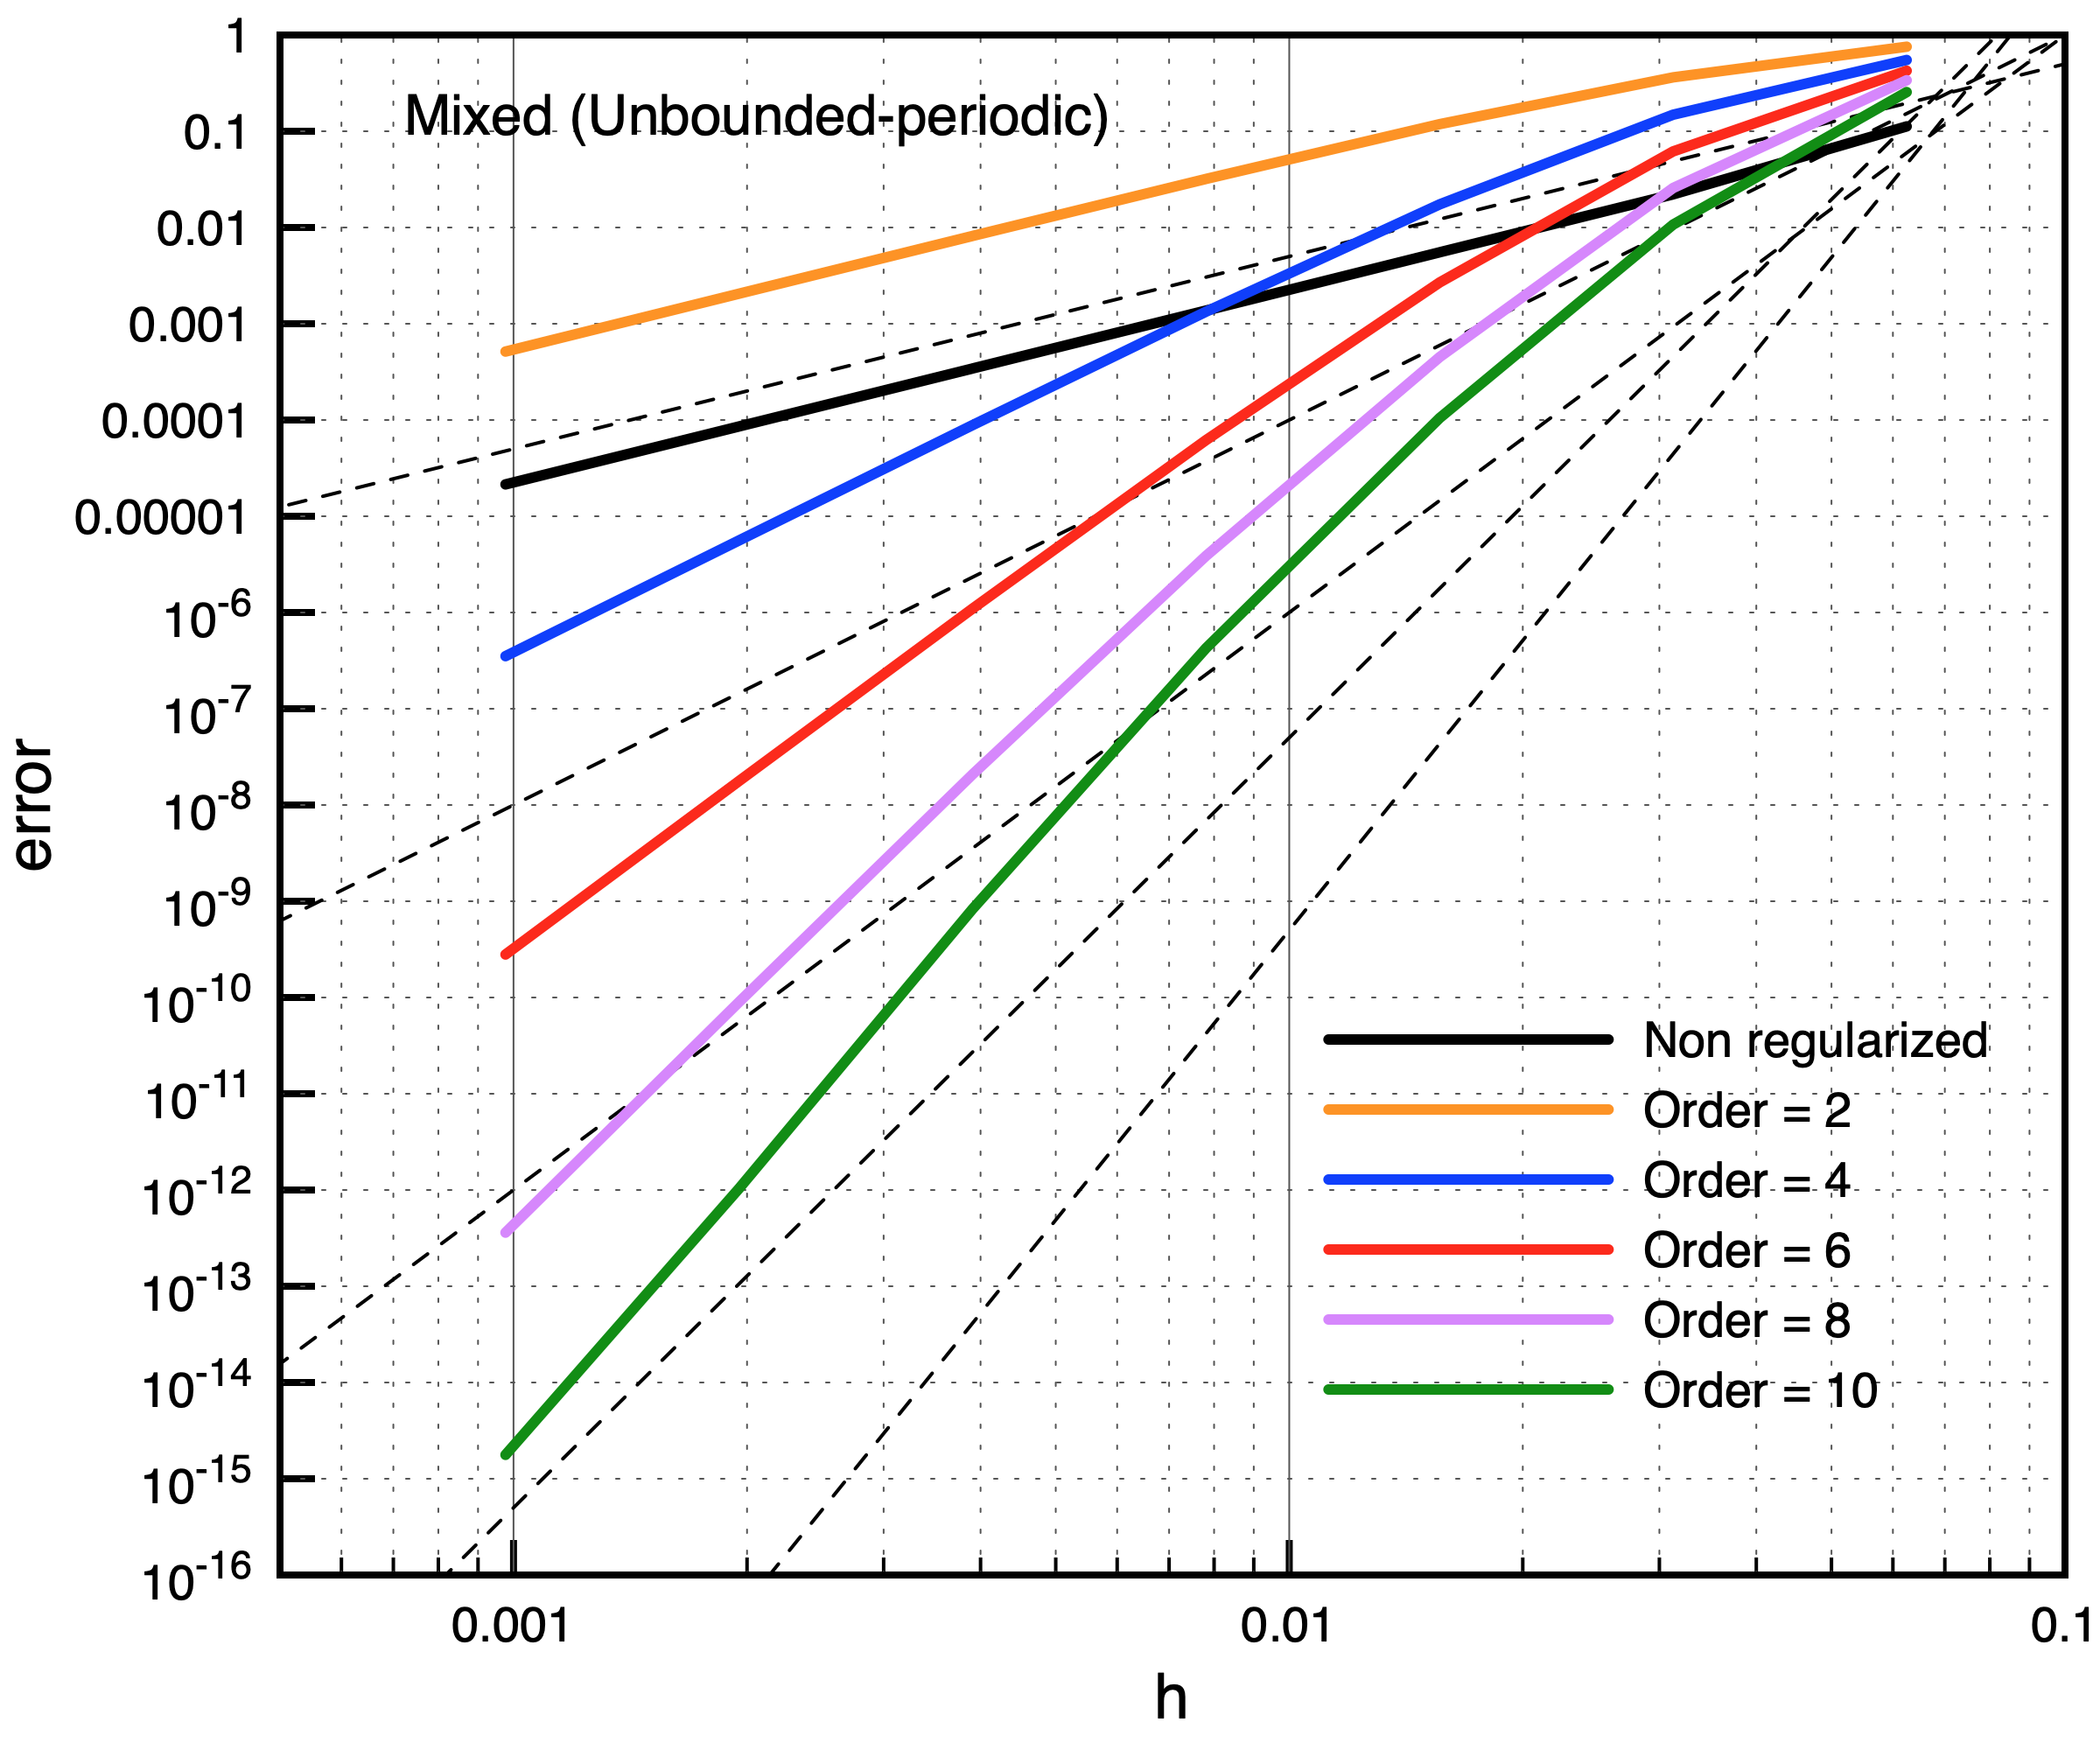 1
Mixed (Unbounded-periodic)
0.1
0.01
0.001
0.0001
0.00001
10-6
10-7
10-8
10-9
10-10
10-11
10-12
10-13
10-14
10-15
10-16
error
Non regularized
Order = 2
Order = 4
Order = 6
Order = 8
Order = 10
0.001 0.01 0.1
h